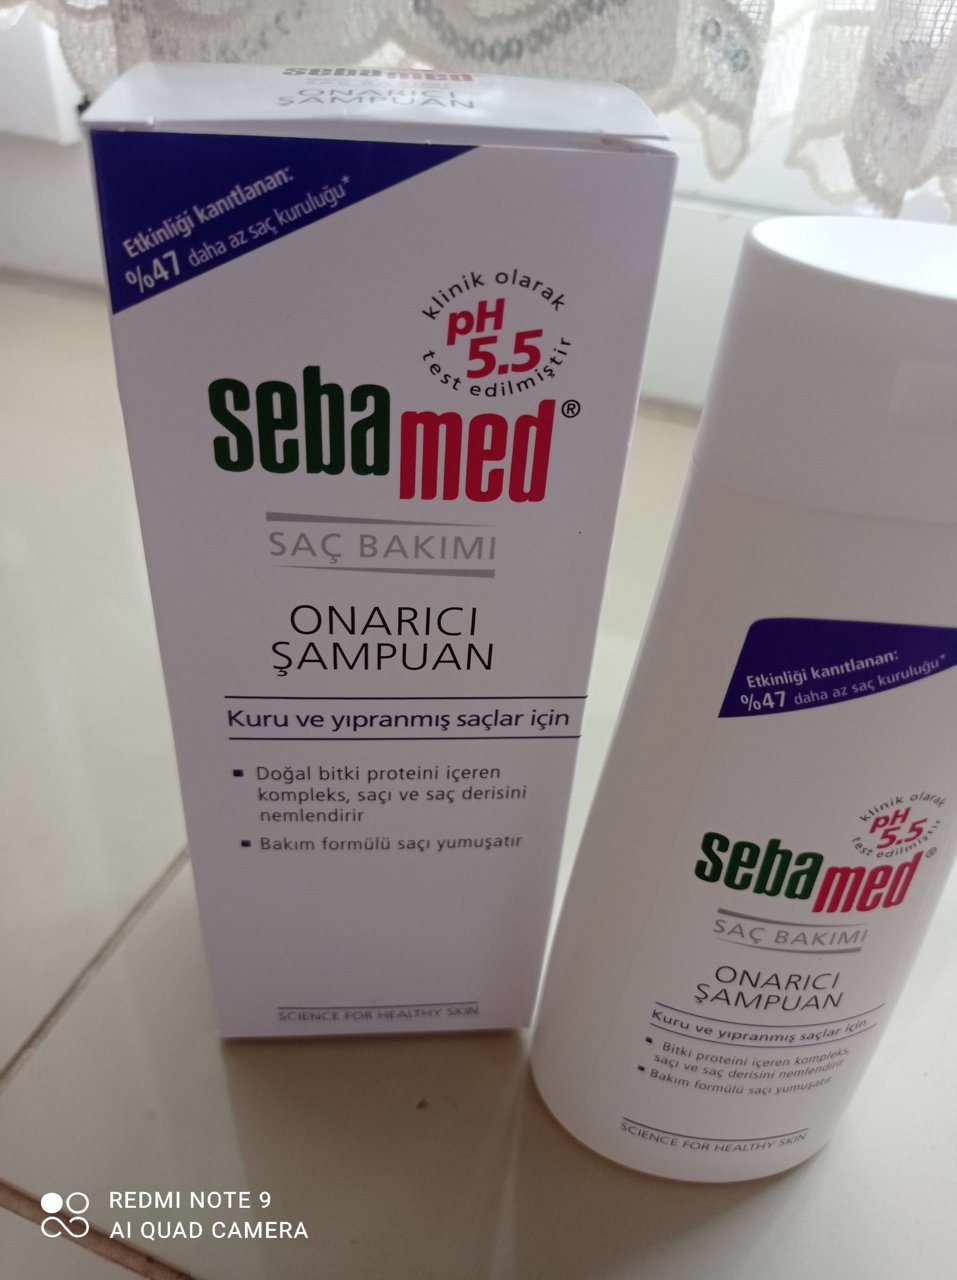 sebamed
ONARICI
ŞAMPUAN
Etkinliği kanıtlanan:
%47 daha az saç kuruluğu*
klinik olarak
pH
5.5
test edilmiştir
sebamed®
SAÇ BAKIMI
ONARICI
ŞAMPUAN
Kuru ve yıpranmış saçlar için
▪ Doğal bitki proteini içeren
kompleks, saçı ve saç derisini
nemlendirir
▪ Bakım formülü saçı yumuşatır
SCIENCE FOR HEALTHY SKIN
Etkinliği kanıtlanan:
%47 daha az saç kuruluğu*
klinik olarak
pH
5.5
test edilmiştir
sebamed®
SAÇ BAKIMI
ONARICI
ŞAMPUAN
Kuru ve yıpranmış saçlar için
▪ Bitki proteini içeren kompleks,
saçı ve saç derisini nemlendirir
▪ Bakım formülü saçı yumuşatır
SCIENCE FOR HEALTHY SKIN
REDMI NOTE 9
AI QUAD CAMERA